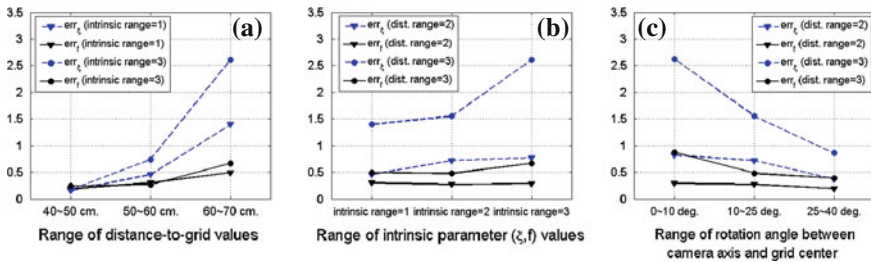 3.5
3
2.5
2
1.5
1
0.5
0
err_ξ (intrinsic range=1)
err_f (intrinsic range=1)
err_ξ (intrinsic range=3)
err_f (intrinsic range=3)
(a)
40~50 cm. 50~60 cm. 60~70 cm.
Range of distance-to-grid values
3.5
3
2.5
2
1.5
1
0.5
0
err_ξ (dist. range=2)
err_f (dist. range=2)
err_ξ (dist. range=3)
err_f (dist. range=3)
(b)
intrinsic range=1 intrinsic range=2 intrinsic range=3
Range of intrinsic parameter (ξ,f) values
3.5
3
2.5
2
1.5
1
0.5
0
(c)
err_ξ (dist. range=2)
err_f (dist. range=2)
err_ξ (dist. range=3)
err_f (dist. range=3)
0~10 deg. 10~25 deg. 25~40 deg.
Range of rotation angle between
camera axis and grid center